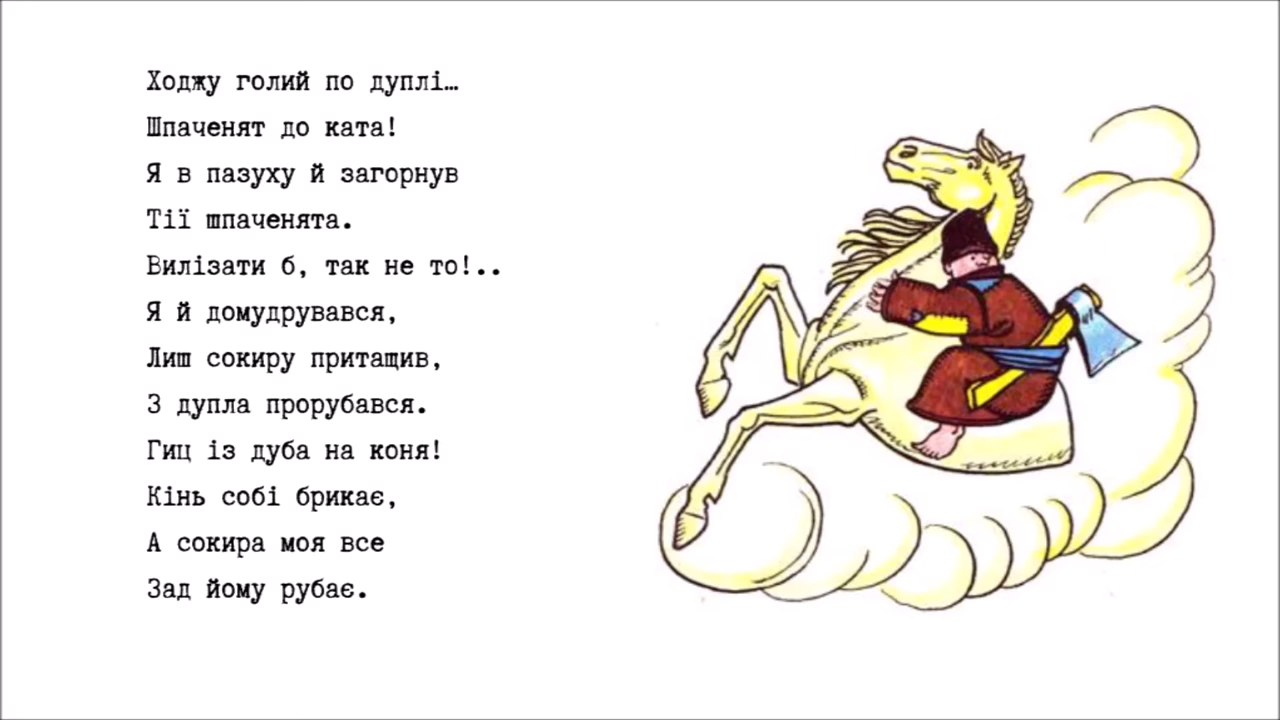 Ходжу голий по дуплі…
Шпаченят до ката!
Я в пазуху й загорнув
Тії шпаченята.
Вилізати б, так не то!..
Я й домудрувався,
Лиш сокиру притащив,
З дупла прорубався.
Гиц із дуба на коня!
Кінь собі брикає,
А сокира моя все
Зад йому рубає.